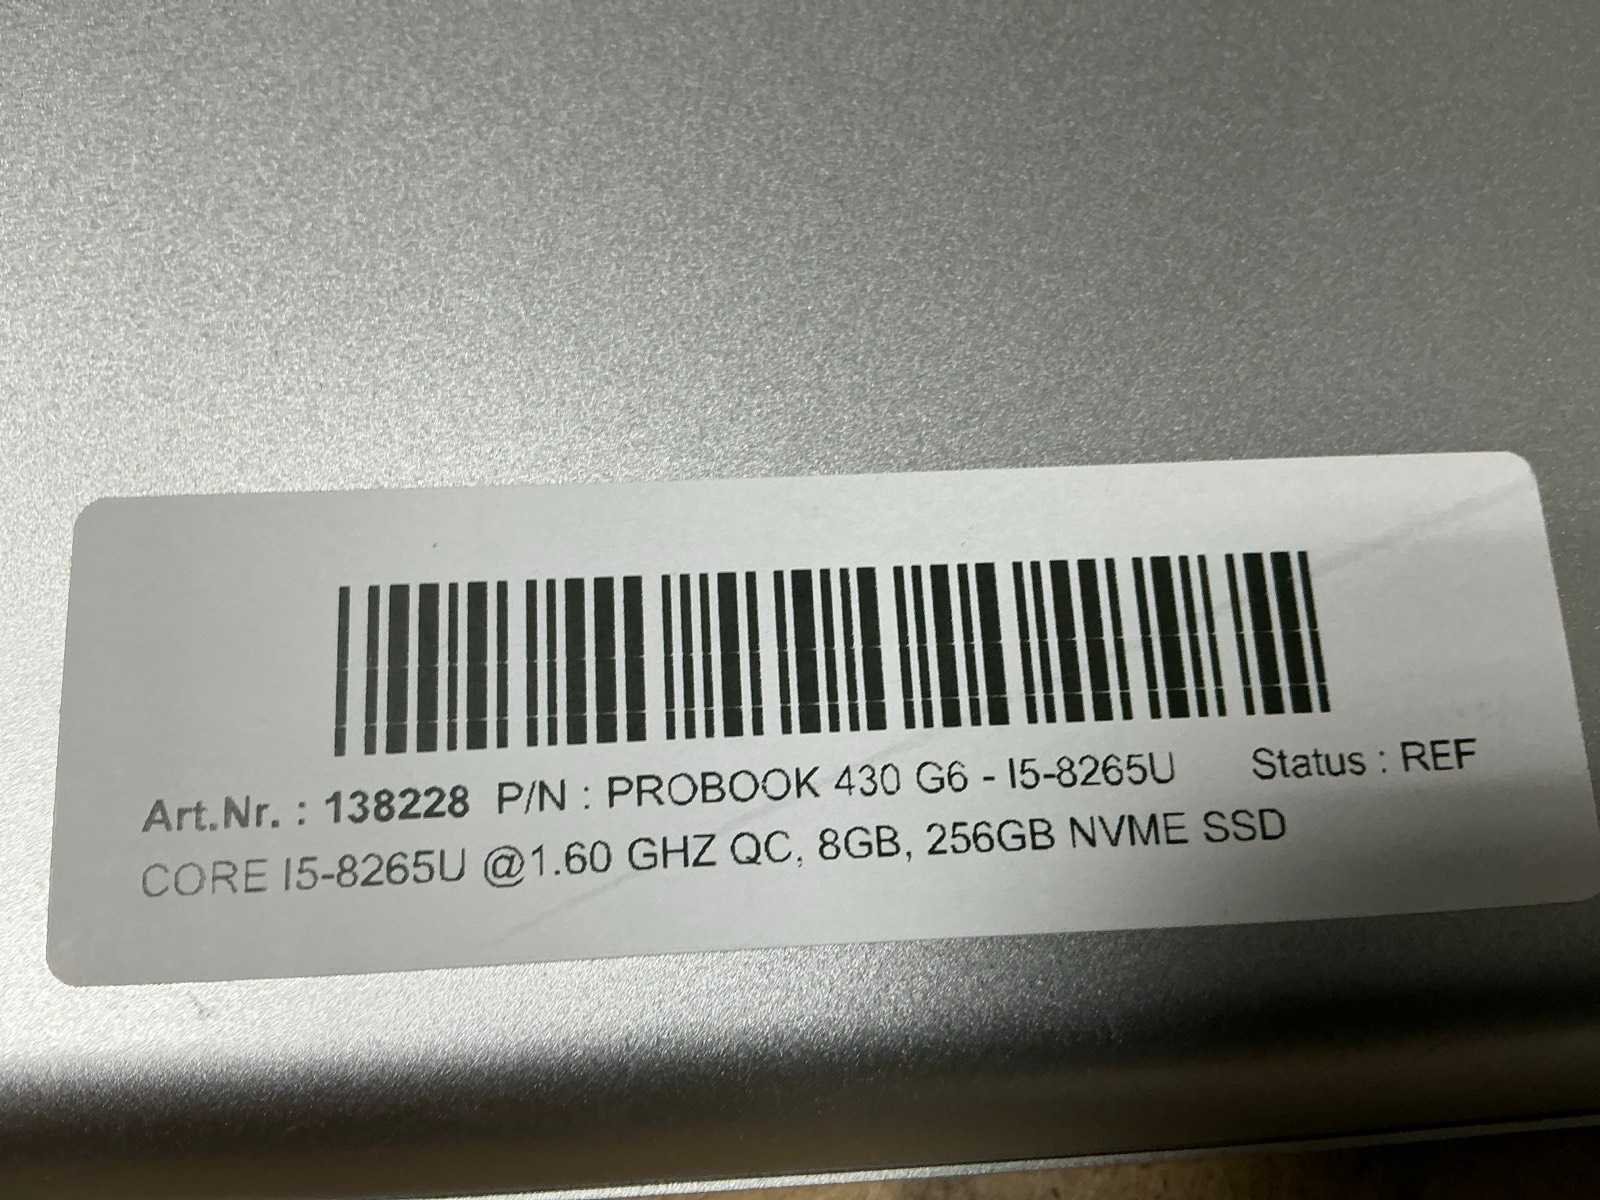 Art.Nr. : 138228 P/N : PROBOOK 430 G6 - I5-8265U Status : REF
CORE I5-8265U @1.60 GHZ QC, 8GB, 256GB NVME SSD